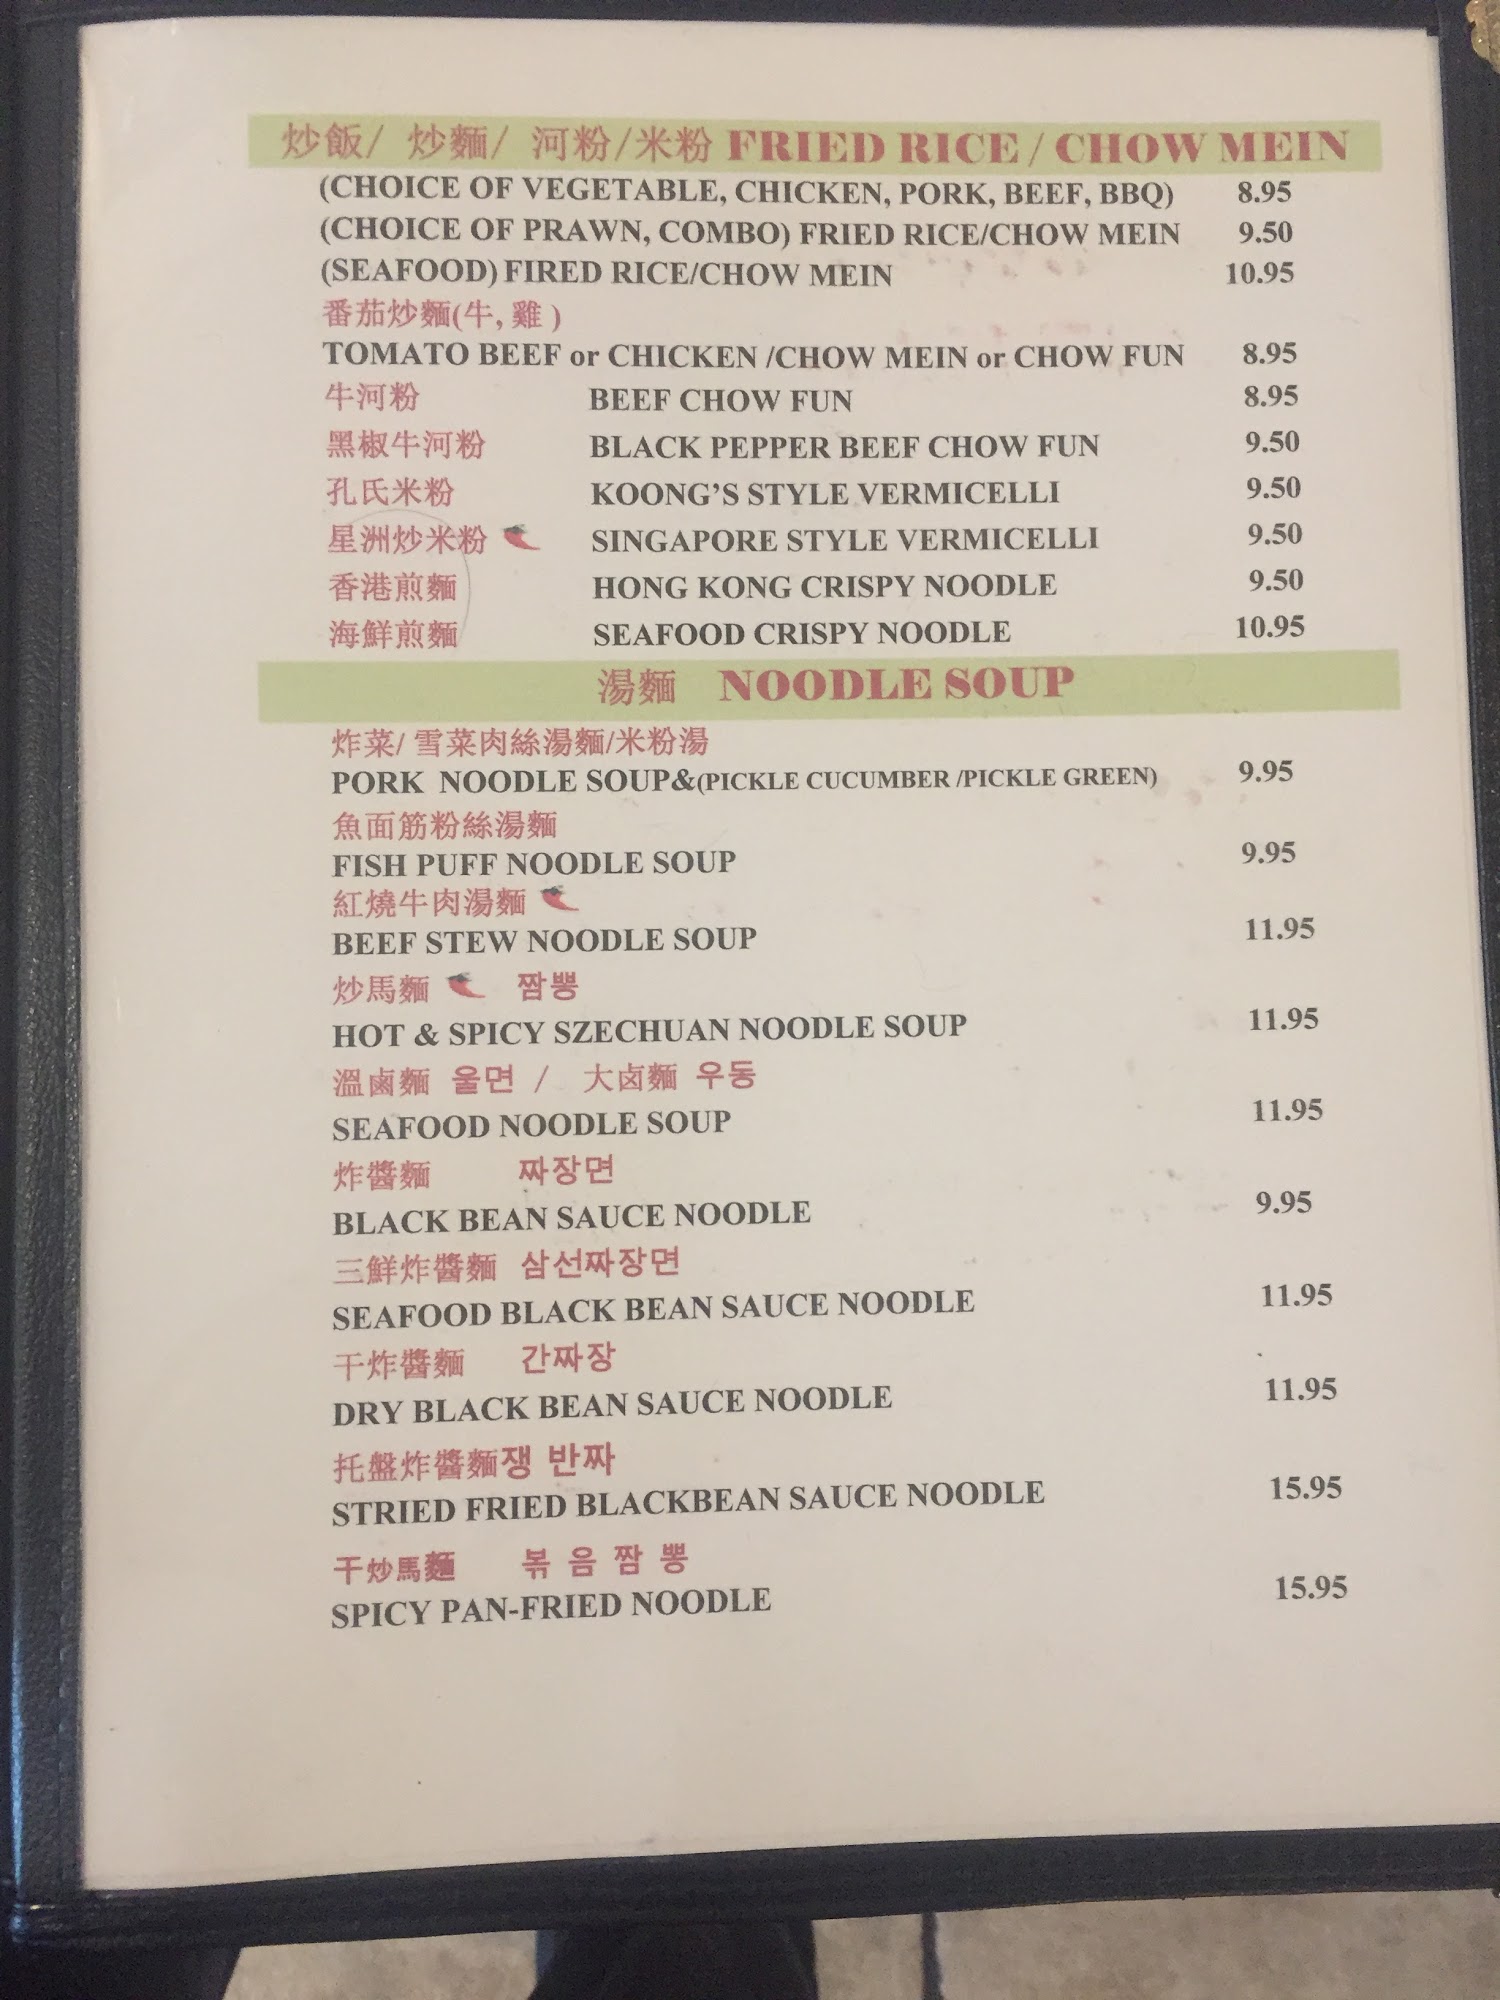 炒飯/ 炒麵/ 河粉/米粉 FRIED RICE / CHOW MEIN
(CHOICE OF VEGETABLE, CHICKEN, PORK, BEEF, BBQ) 8.95
(CHOICE OF PRAWN, COMBO) FRIED RICE/CHOW MEIN 9.50
(SEAFOOD) FIRED RICE/CHOW MEIN 10.95
番茄炒麵(牛, 雞 )
TOMATO BEEF or CHICKEN /CHOW MEIN or CHOW FUN 8.95
牛河粉 BEEF CHOW FUN 8.95
黑椒牛河粉 BLACK PEPPER BEEF CHOW FUN 9.50
孔氏米粉 KOONG'S STYLE VERMICELLI 9.50
星洲炒米粉 SINGAPORE STYLE VERMICELLI 9.50
香港煎麵 HONG KONG CRISPY NOODLE 9.50
海鮮煎麵 SEAFOOD CRISPY NOODLE 10.95
湯麵 NOODLE SOUP
炸菜/ 雪菜肉絲湯麵/米粉湯
PORK NOODLE SOUP&(PICKLE CUCUMBER /PICKLE GREEN) 9.95
魚面筋粉絲湯麵
FISH PUFF NOODLE SOUP 9.95
紅燒牛肉湯麵
BEEF STEW NOODLE SOUP 11.95
炒馬麵 짬뽕
HOT & SPICY SZECHUAN NOODLE SOUP 11.95
溫鹵麵 울면 / 大卤麵 우동
SEAFOOD NOODLE SOUP 11.95
炸醬麵 짜장면
BLACK BEAN SAUCE NOODLE 9.95
三鮮炸醬麵 삼선짜장면
SEAFOOD BLACK BEAN SAUCE NOODLE 11.95
干炸醬麵 간짜장
DRY BLACK BEAN SAUCE NOODLE 11.95
托盤炸醬麵쟁 반짜
STRIED FRIED BLACKBEAN SAUCE NOODLE 15.95
干炒馬麵 볶 음 짬 뽕
SPICY PAN-FRIED NOODLE 15.95